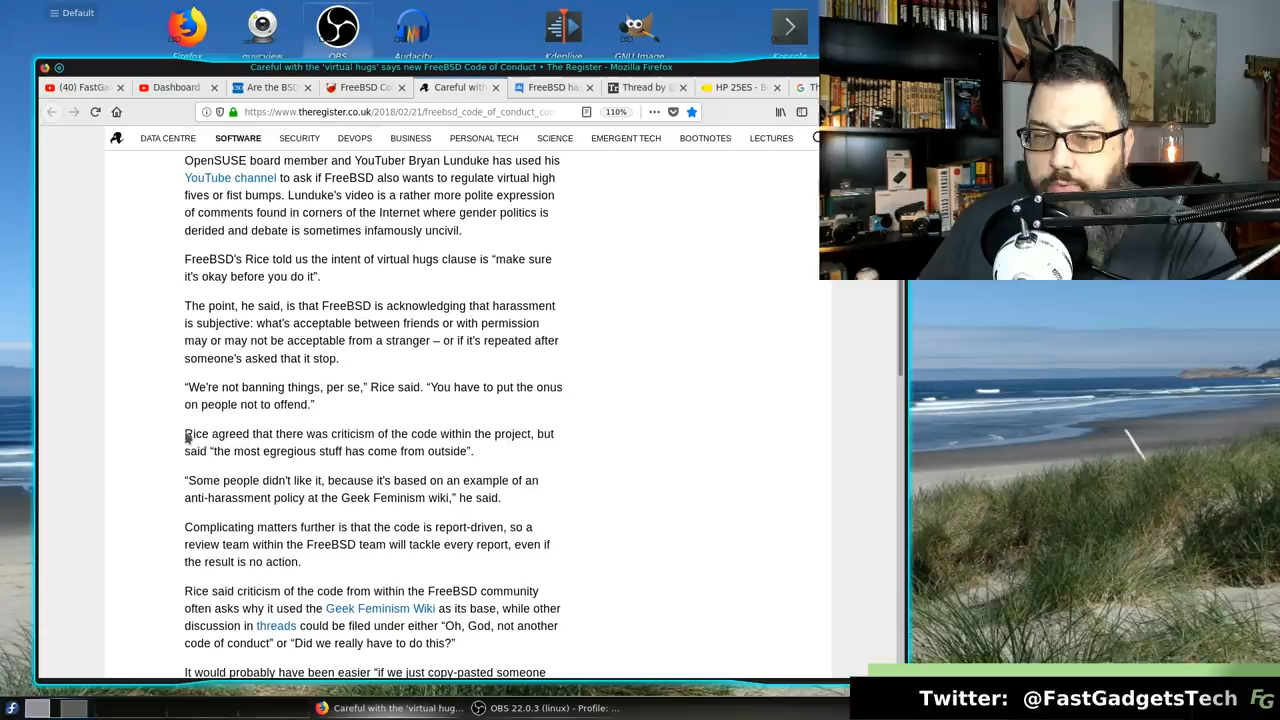 Default
Firefox
guvcview
OBS
Audacity
Kdenlive
GNU Image
Konsole
Careful with the 'virtual hugs' says new FreeBSD Code of Conduct • The Register - Mozilla Firefox
(40) FastGa
Dashboard
Are the BSD
FreeBSD Co
Careful with
FreeBSD ha
Thread by
HP 25ES - B
Th
https://www.theregister.co.uk/2018/02/21/freebsd_code_of_conduct_con
110%
DATA CENTRE SOFTWARE SECURITY DEVOPS BUSINESS PERSONAL TECH SCIENCE EMERGENT TECH BOOTNOTES LECTURES
OpenSUSE board member and YouTuber Bryan Lunduke has used his
YouTube channel to ask if FreeBSD also wants to regulate virtual high
fives or fist bumps. Lunduke's video is a rather more polite expression
of comments found in corners of the Internet where gender politics is
derided and debate is sometimes infamously uncivil.
FreeBSD's Rice told us the intent of virtual hugs clause is “make sure
it's okay before you do it”.
The point, he said, is that FreeBSD is acknowledging that harassment
is subjective: what's acceptable between friends or with permission
may or may not be acceptable from a stranger – or if it's repeated after
someone's asked that it stop.
“We're not banning things, per se,” Rice said. “You have to put the onus
on people not to offend.”
Rice agreed that there was criticism of the code within the project, but
said “the most egregious stuff has come from outside”.
“Some people didn't like it, because it's based on an example of an
anti-harassment policy at the Geek Feminism wiki,” he said.
Complicating matters further is that the code is report-driven, so a
review team within the FreeBSD team will tackle every report, even if
the result is no action.
Rice said criticism of the code from within the FreeBSD community
often asks why it used the Geek Feminism Wiki as its base, while other
discussion in threads could be filed under either “Oh, God, not another
code of conduct” or “Did we really have to do this?”
It would probably have been easier “if we just copy-pasted someone
Twitter: @FastGadgetsTech FG
Careful with the 'virtual hug...
OBS 22.0.3 (linux) - Profile: ...